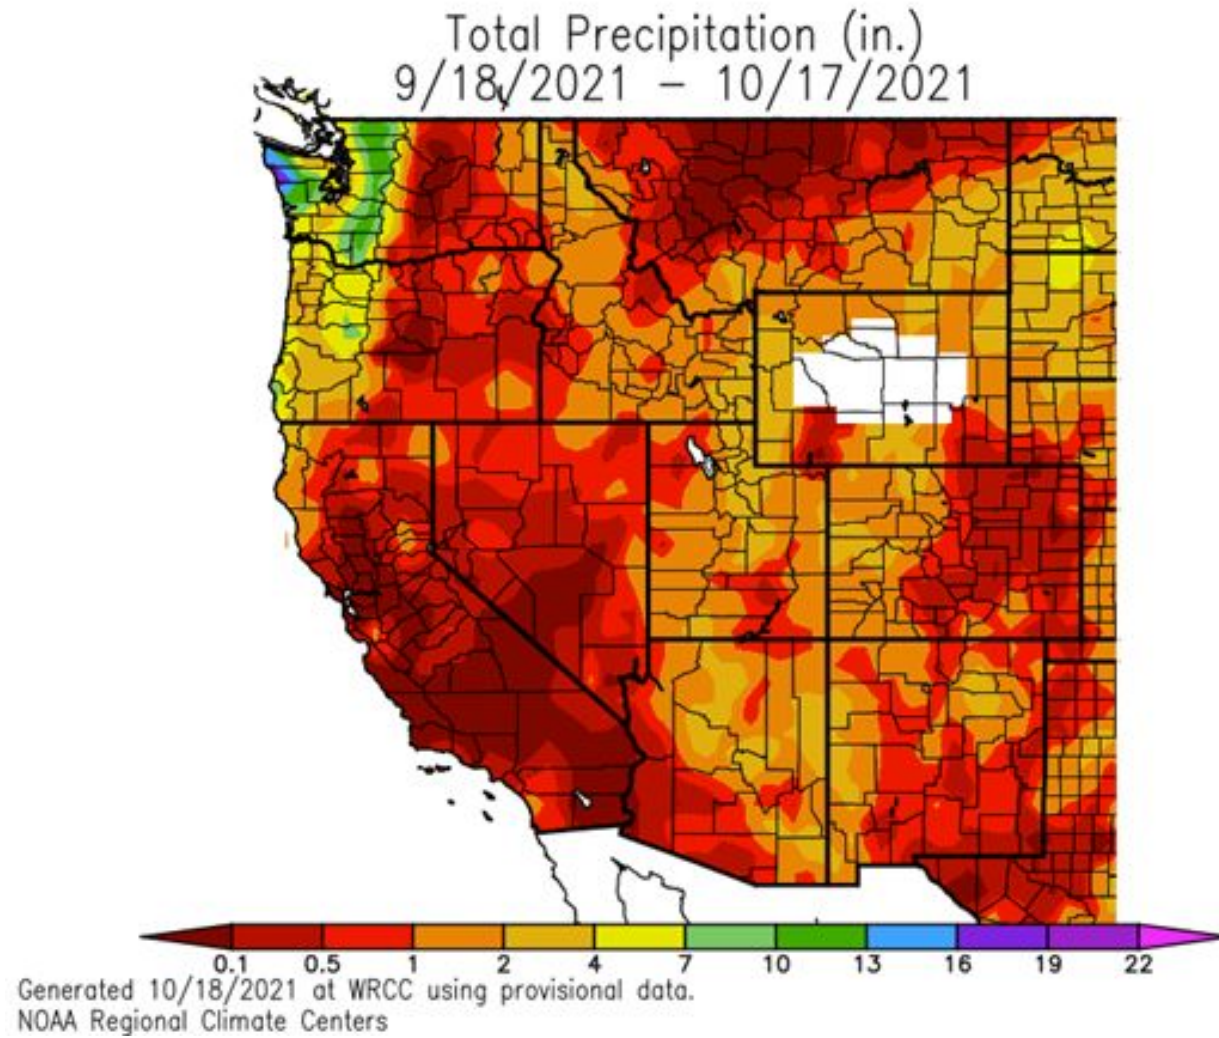 Total Precipitation (in.)
9/18/2021 – 10/17/2021
0.1 0.5 1 2 4 7 10 13 16 19 22
Generated 10/18/2021 at WRCC using provisional data.
NOAA Regional Climate Centers